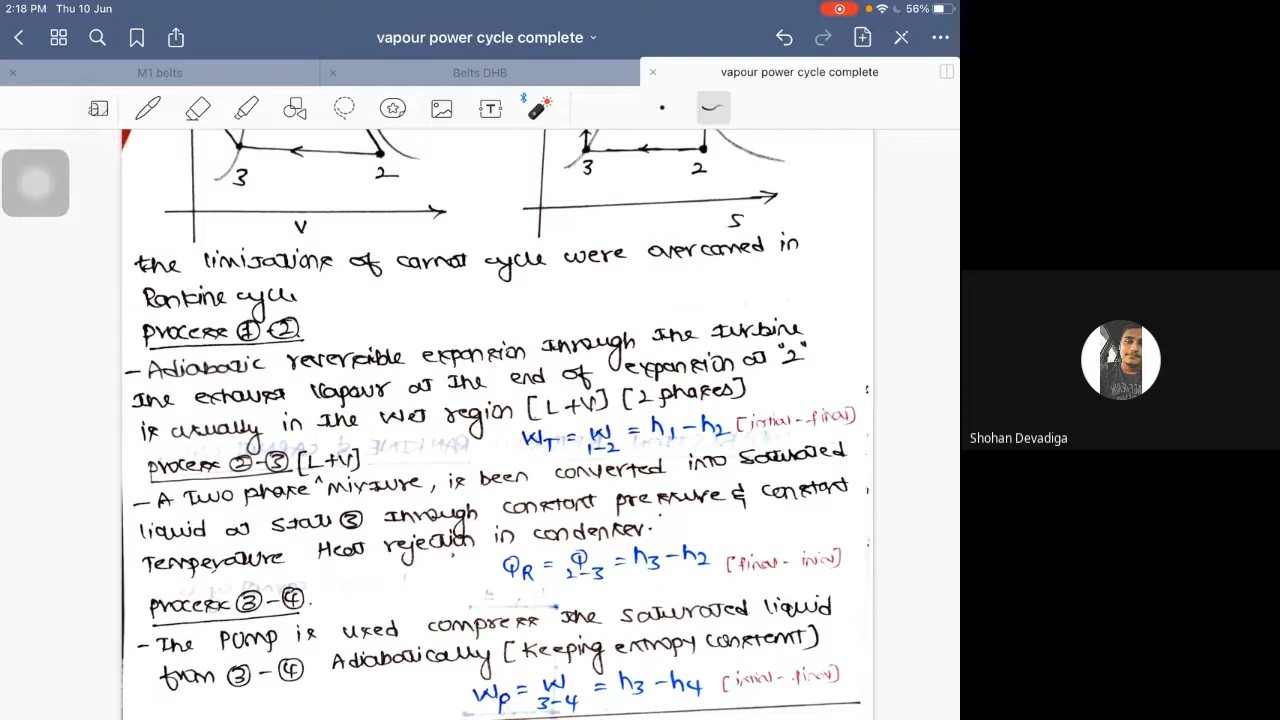 2:18 PM Thu 10 Jun
56%
vapour power cycle complete
M1 belts
Belts DHB
vapour power cycle complete
3
2
3
2
V
S
the limitations of carnot cycle were overcomed in
Rankine cycle
process ①-②
- Adiabatic reversible expansion through the turbine
the exhaust vapour at the end of expansion at "2"
is usually in the wet region [L+V] [2 phases]
WT = W1-2 = h1 - h2 [initial - final]
process ②-③ [L+V]
- A Two phase ^ mixture, is been converted into saturated
liquid at state ③ through constant pressure & constant
Temperature Heat rejection in condenser.
QR = Q2-3 = h3 - h2 [final - inial]
process ③-④.
- The Pump is used compress the saturated liquid
from ③-④ Adiabatically [keeping entropy constant]
WP = W3-4 = h3 - h4 [initial - final]
Shohan Devadiga